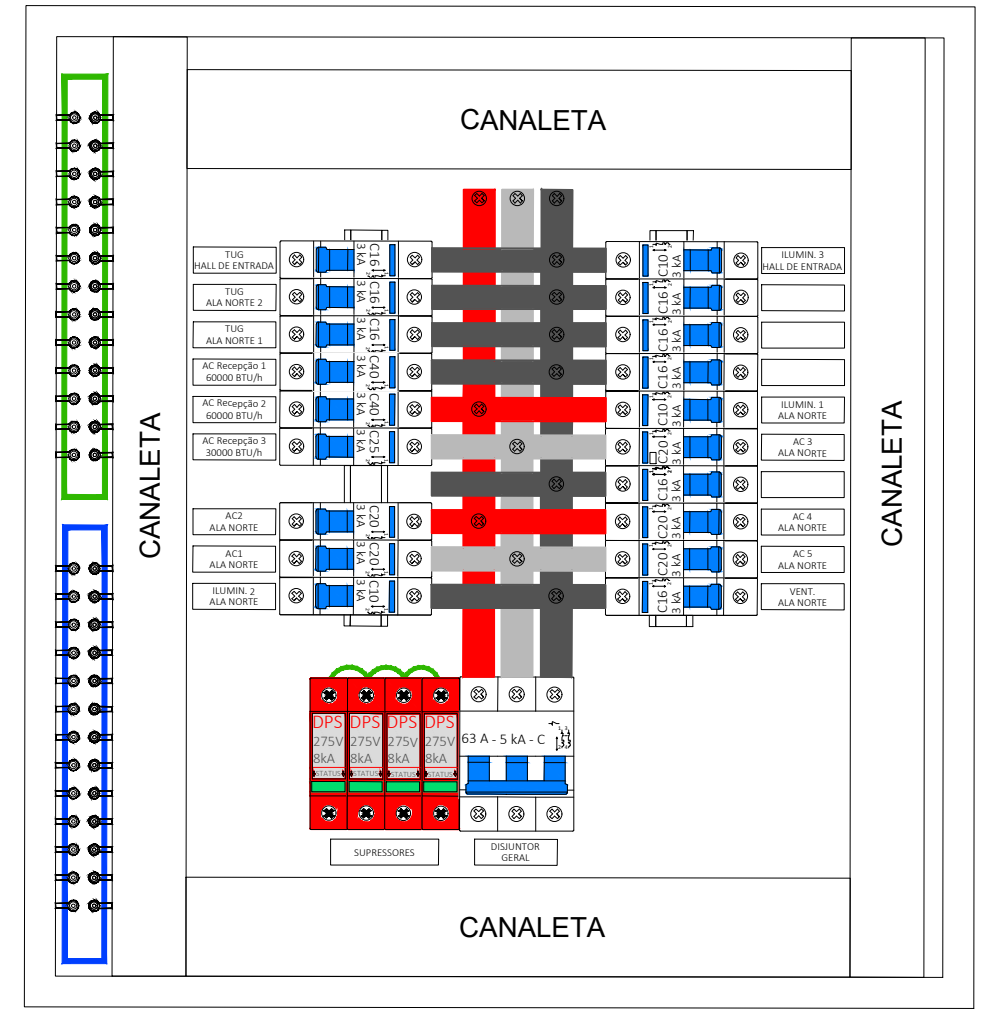 CANALETA
CANALETA
CANALETA
TUG
HALL DE ENTRADA
C16
3 kA
C10
3 kA
ILUMIN. 3
HALL DE ENTRADA
TUG
ALA NORTE 2
C16
3 kA
C16
3 kA
TUG
ALA NORTE 1
C16
3 kA
C16
3 kA
AC Recepção 1
60000 BTU/h
C40
3 kA
C16
3 kA
AC Recepção 2
60000 BTU/h
C40
3 kA
C10
3 kA
ILUMIN. 1
ALA NORTE
AC Recepção 3
30000 BTU/h
C25
3 kA
C20
3 kA
AC 3
ALA NORTE
C16
3 kA
AC2
ALA NORTE
C20
3 kA
C20
3 kA
AC 4
ALA NORTE
AC1
ALA NORTE
C20
3 kA
C20
3 kA
AC 5
ALA NORTE
ILUMIN. 2
ALA NORTE
C10
3 kA
C16
3 kA
VENT.
ALA NORTE
DPS
275V
8kA
STATUS
DPS
275V
8kA
STATUS
DPS
275V
8kA
STATUS
DPS
275V
8kA
STATUS
63 A - 5 kA - C
SUPRESSORES
DISJUNTOR
GERAL
CANALETA